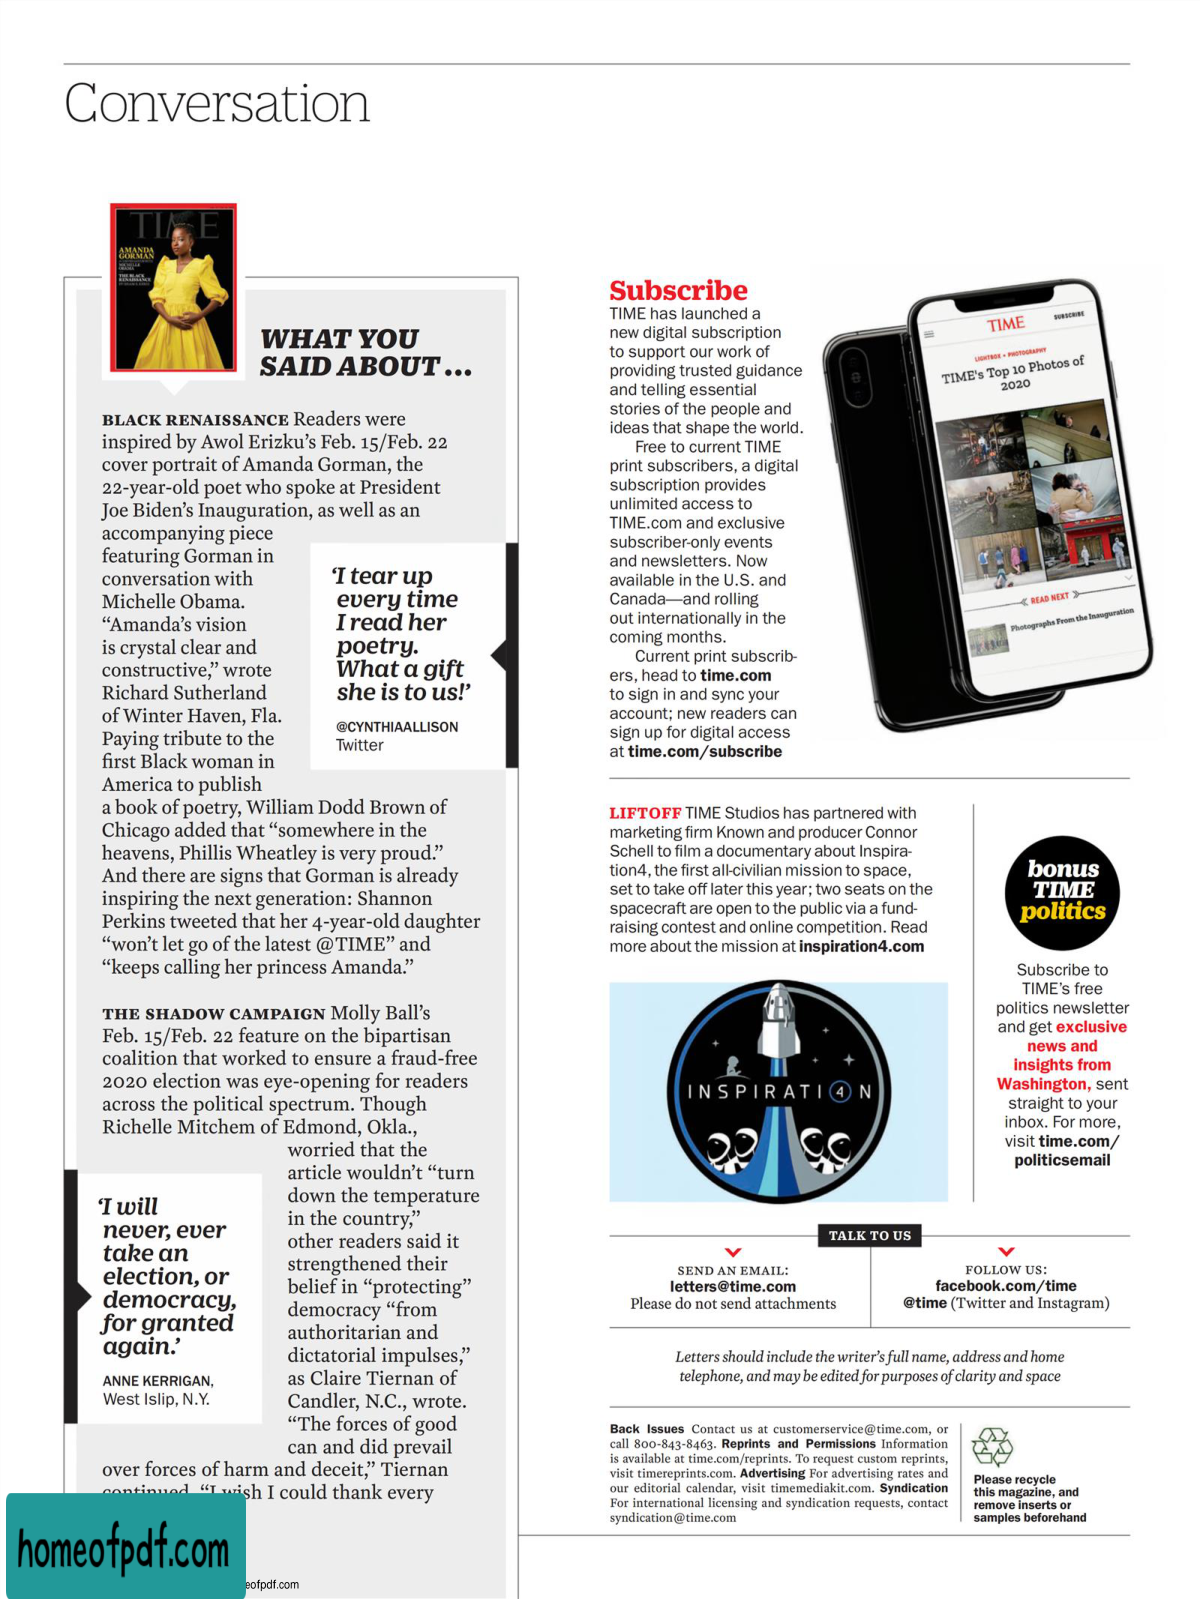 Conversation
TIME
AMANDA
GORMAN
THE BLACK
RENAISSANCE
WHAT YOU
SAID ABOUT ...
BLACK RENAISSANCE Readers were
inspired by Awol Erizku’s Feb. 15/Feb. 22
cover portrait of Amanda Gorman, the
22-year-old poet who spoke at President
Joe Biden’s Inauguration, as well as an
accompanying piece
featuring Gorman in
conversation with
Michelle Obama.
“Amanda’s vision
is crystal clear and
constructive,” wrote
Richard Sutherland
of Winter Haven, Fla.
Paying tribute to the
first Black woman in
America to publish
a book of poetry, William Dodd Brown of
Chicago added that “somewhere in the
heavens, Phillis Wheatley is very proud.”
And there are signs that Gorman is already
inspiring the next generation: Shannon
Perkins tweeted that her 4-year-old daughter
“won’t let go of the latest @TIME” and
“keeps calling her princess Amanda.”
‘I tear up
every time
I read her
poetry.
What a gift
she is to us!’
@CYNTHIAALLISON
Twitter
THE SHADOW CAMPAIGN Molly Ball’s
Feb. 15/Feb. 22 feature on the bipartisan
coalition that worked to ensure a fraud-free
2020 election was eye-opening for readers
across the political spectrum. Though
Richelle Mitchem of Edmond, Okla.,
worried that the
article wouldn’t “turn
down the temperature
in the country,”
other readers said it
strengthened their
belief in “protecting”
democracy “from
authoritarian and
dictatorial impulses,”
as Claire Tiernan of
Candler, N.C., wrote.
“The forces of good
can and did prevail
over forces of harm and deceit,” Tiernan
continued. “I wish I could thank every
‘I will
never, ever
take an
election, or
democracy,
for granted
again.’
ANNE KERRIGAN,
West Islip, N.Y.
homeofpdf.com
eofpdf.com
Subscribe
TIME has launched a
new digital subscription
to support our work of
providing trusted guidance
and telling essential
stories of the people and
ideas that shape the world.
Free to current TIME
print subscribers, a digital
subscription provides
unlimited access to
TIME.com and exclusive
subscriber-only events
and newsletters. Now
available in the U.S. and
Canada—and rolling
out internationally in the
coming months.
Current print subscrib-
ers, head to time.com
to sign in and sync your
account; new readers can
sign up for digital access
at time.com/subscribe
TIME
SUBSCRIBE
LIGHTBOX • PHOTOGRAPHY
TIME's Top 10 Photos of
2020
READ NEXT
Photographs From the Inauguration
LIFTOFF TIME Studios has partnered with
marketing firm Known and producer Connor
Schell to film a documentary about Inspira-
tion4, the first all-civilian mission to space,
set to take off later this year; two seats on the
spacecraft are open to the public via a fund-
raising contest and online competition. Read
more about the mission at inspiration4.com
INSPIRATI4N
bonus
TIME
politics
Subscribe to
TIME’s free
politics newsletter
and get exclusive
news and
insights from
Washington, sent
straight to your
inbox. For more,
visit time.com/
politicsemail
TALK TO US
SEND AN EMAIL:
letters@time.com
Please do not send attachments
FOLLOW US:
facebook.com/time
@time (Twitter and Instagram)
Letters should include the writer’s full name, address and home
telephone, and may be edited for purposes of clarity and space
Back Issues Contact us at customerservice@time.com, or
call 800-843-8463. Reprints and Permissions Information
is available at time.com/reprints. To request custom reprints,
visit timereprints.com. Advertising For advertising rates and
our editorial calendar, visit timemediakit.com. Syndication
For international licensing and syndication requests, contact
syndication@time.com
Please recycle
this magazine, and
remove inserts or
samples beforehand